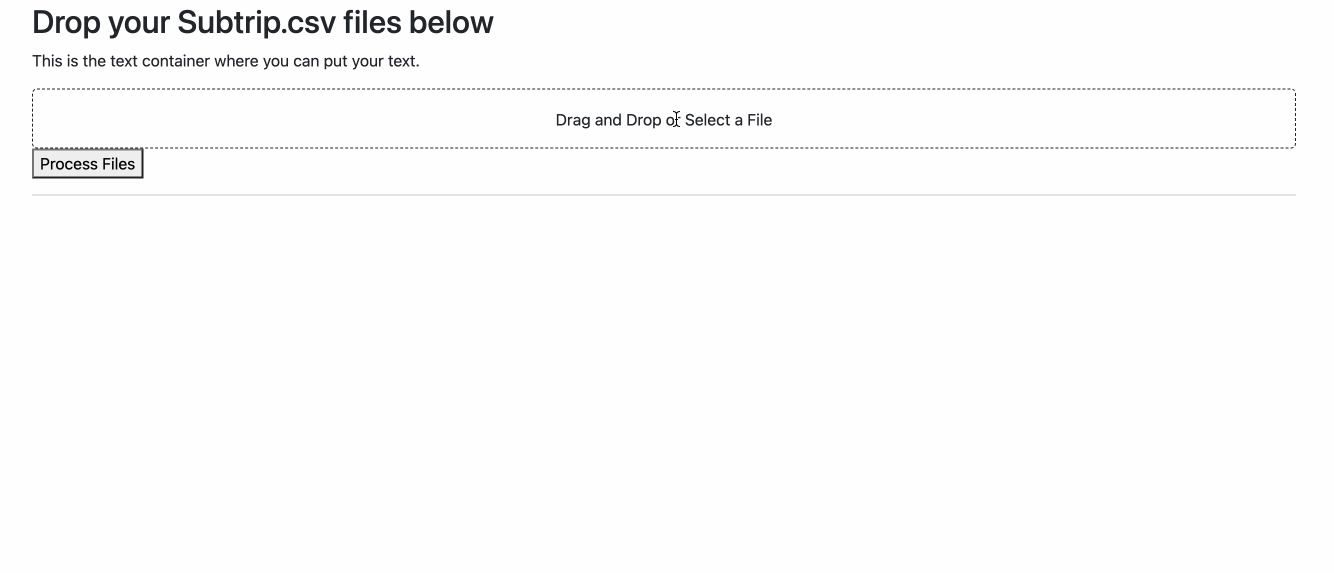 Drop your Subtrip.csv files below
This is the text container where you can put your text.
Drag and Drop or Select a File
Process Files